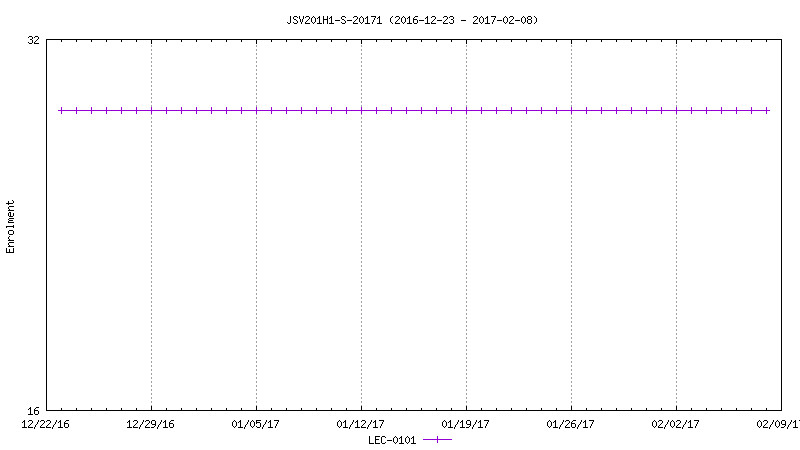 JSV201H1-S-20171 (2016-12-23 - 2017-02-08)
32
Enrolment
16
12/22/16 12/29/16 01/05/17 01/12/17 01/19/17 01/26/17 02/02/17 02/09/1
LEC-0101